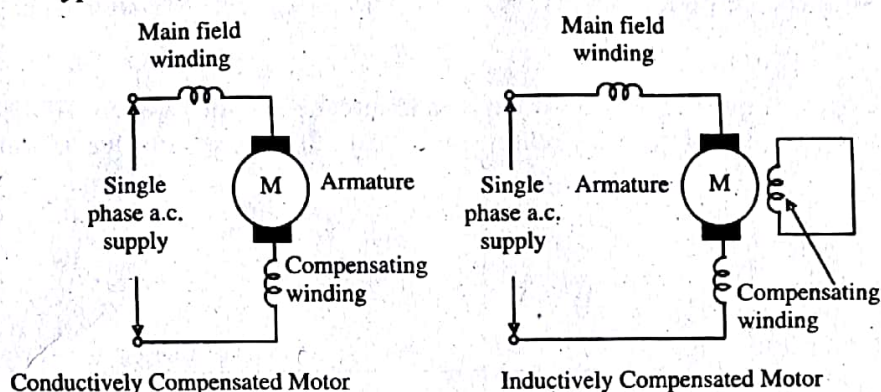 Main field
winding
Single
phase a.c.
supply
M
Armature
Compensating
winding
Conductively Compensated Motor
Main field
winding
Single
phase a.c.
supply
Armature
M
Compensating
winding
Inductively Compensated Motor